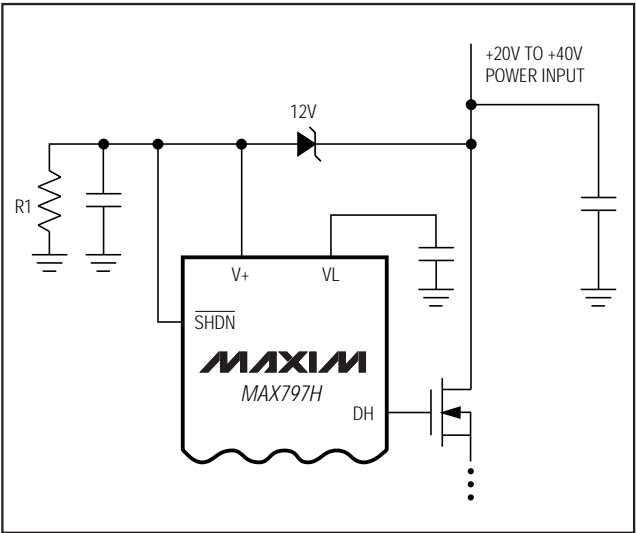 +20V TO +40V
POWER INPUT
12V
R1
V+
VL
SHDN
MAXIM
MAX797H
DH